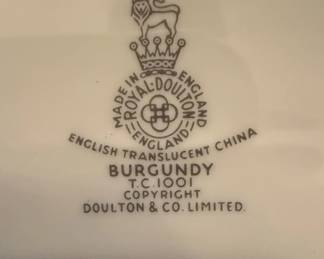 MADE IN ENGLAND
ROYAL·DOULTON
ENGLAND
ENGLISH TRANSLUCENT CHINA
BURGUNDY
T.C.1001
COPYRIGHT
DOULTON & CO. LIMITED.